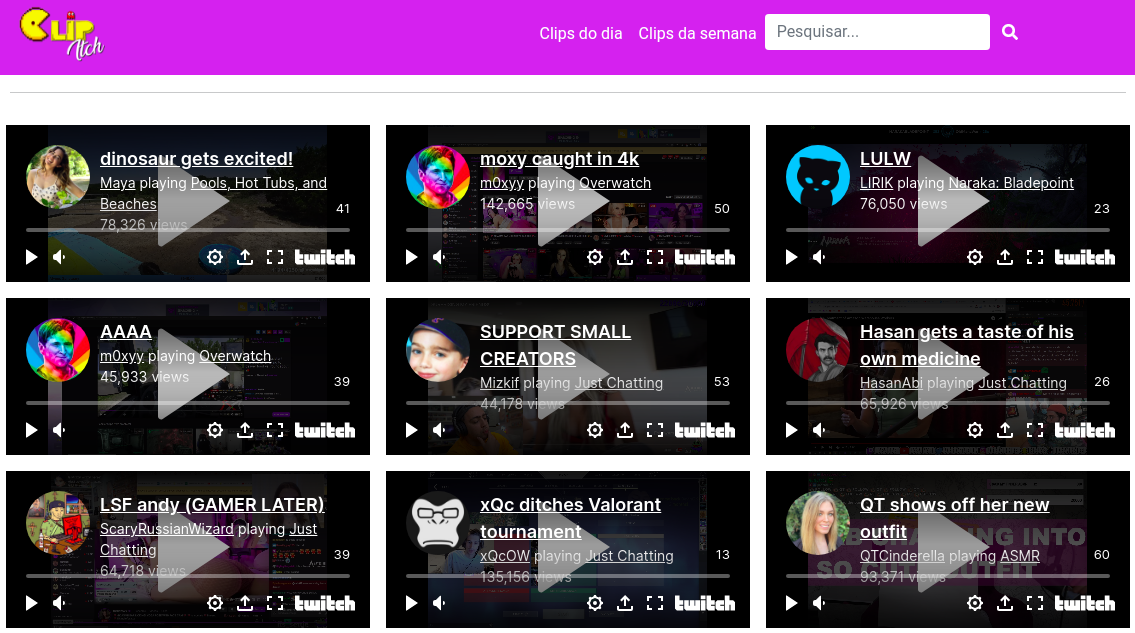 CLIP
Itch
Clips do dia Clips da semana Pesquisar...
dinosaur gets excited!
Maya playing Pools, Hot Tubs, and
Beaches
78,326 views
41
twitch
moxy caught in 4k
m0xyy playing Overwatch
142,665 views
50
twitch
LULW
LIRIK playing Naraka: Bladepoint
76,050 views
23
twitch
AAAA
m0xyy playing Overwatch
45,933 views
39
twitch
SUPPORT SMALL
CREATORS
Mizkif playing Just Chatting
44,178 views
53
twitch
Hasan gets a taste of his
own medicine
HasanAbi playing Just Chatting
65,926 views
26
twitch
LSF andy (GAMER LATER)
ScaryRussianWizard playing Just
Chatting
64,718 views
39
twitch
xQc ditches Valorant
tournament
xQcOW playing Just Chatting
135,156 views
13
twitch
QT shows off her new
outfit
QTCinderella playing ASMR
93,371 views
60
twitch